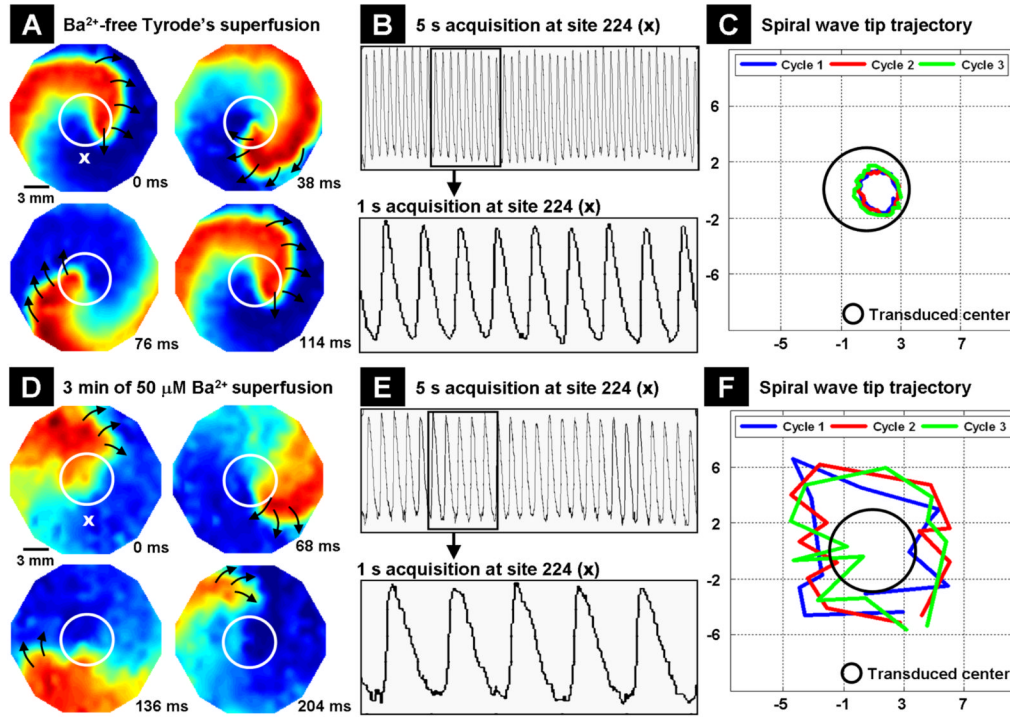 A Ba²⁺-free Tyrode's superfusion
x
3 mm
0 ms
38 ms
76 ms
114 ms
B 5 s acquisition at site 224 (x)
1 s acquisition at site 224 (x)
C Spiral wave tip trajectory
Cycle 1 Cycle 2 Cycle 3
6
2
-2
-6
Transduced center
-5 -1 3 7
D 3 min of 50 µM Ba²⁺ superfusion
x
3 mm
0 ms
68 ms
136 ms
204 ms
E 5 s acquisition at site 224 (x)
1 s acquisition at site 224 (x)
F Spiral wave tip trajectory
Cycle 1 Cycle 2 Cycle 3
6
2
-2
-6
Transduced center
-5 -1 3 7